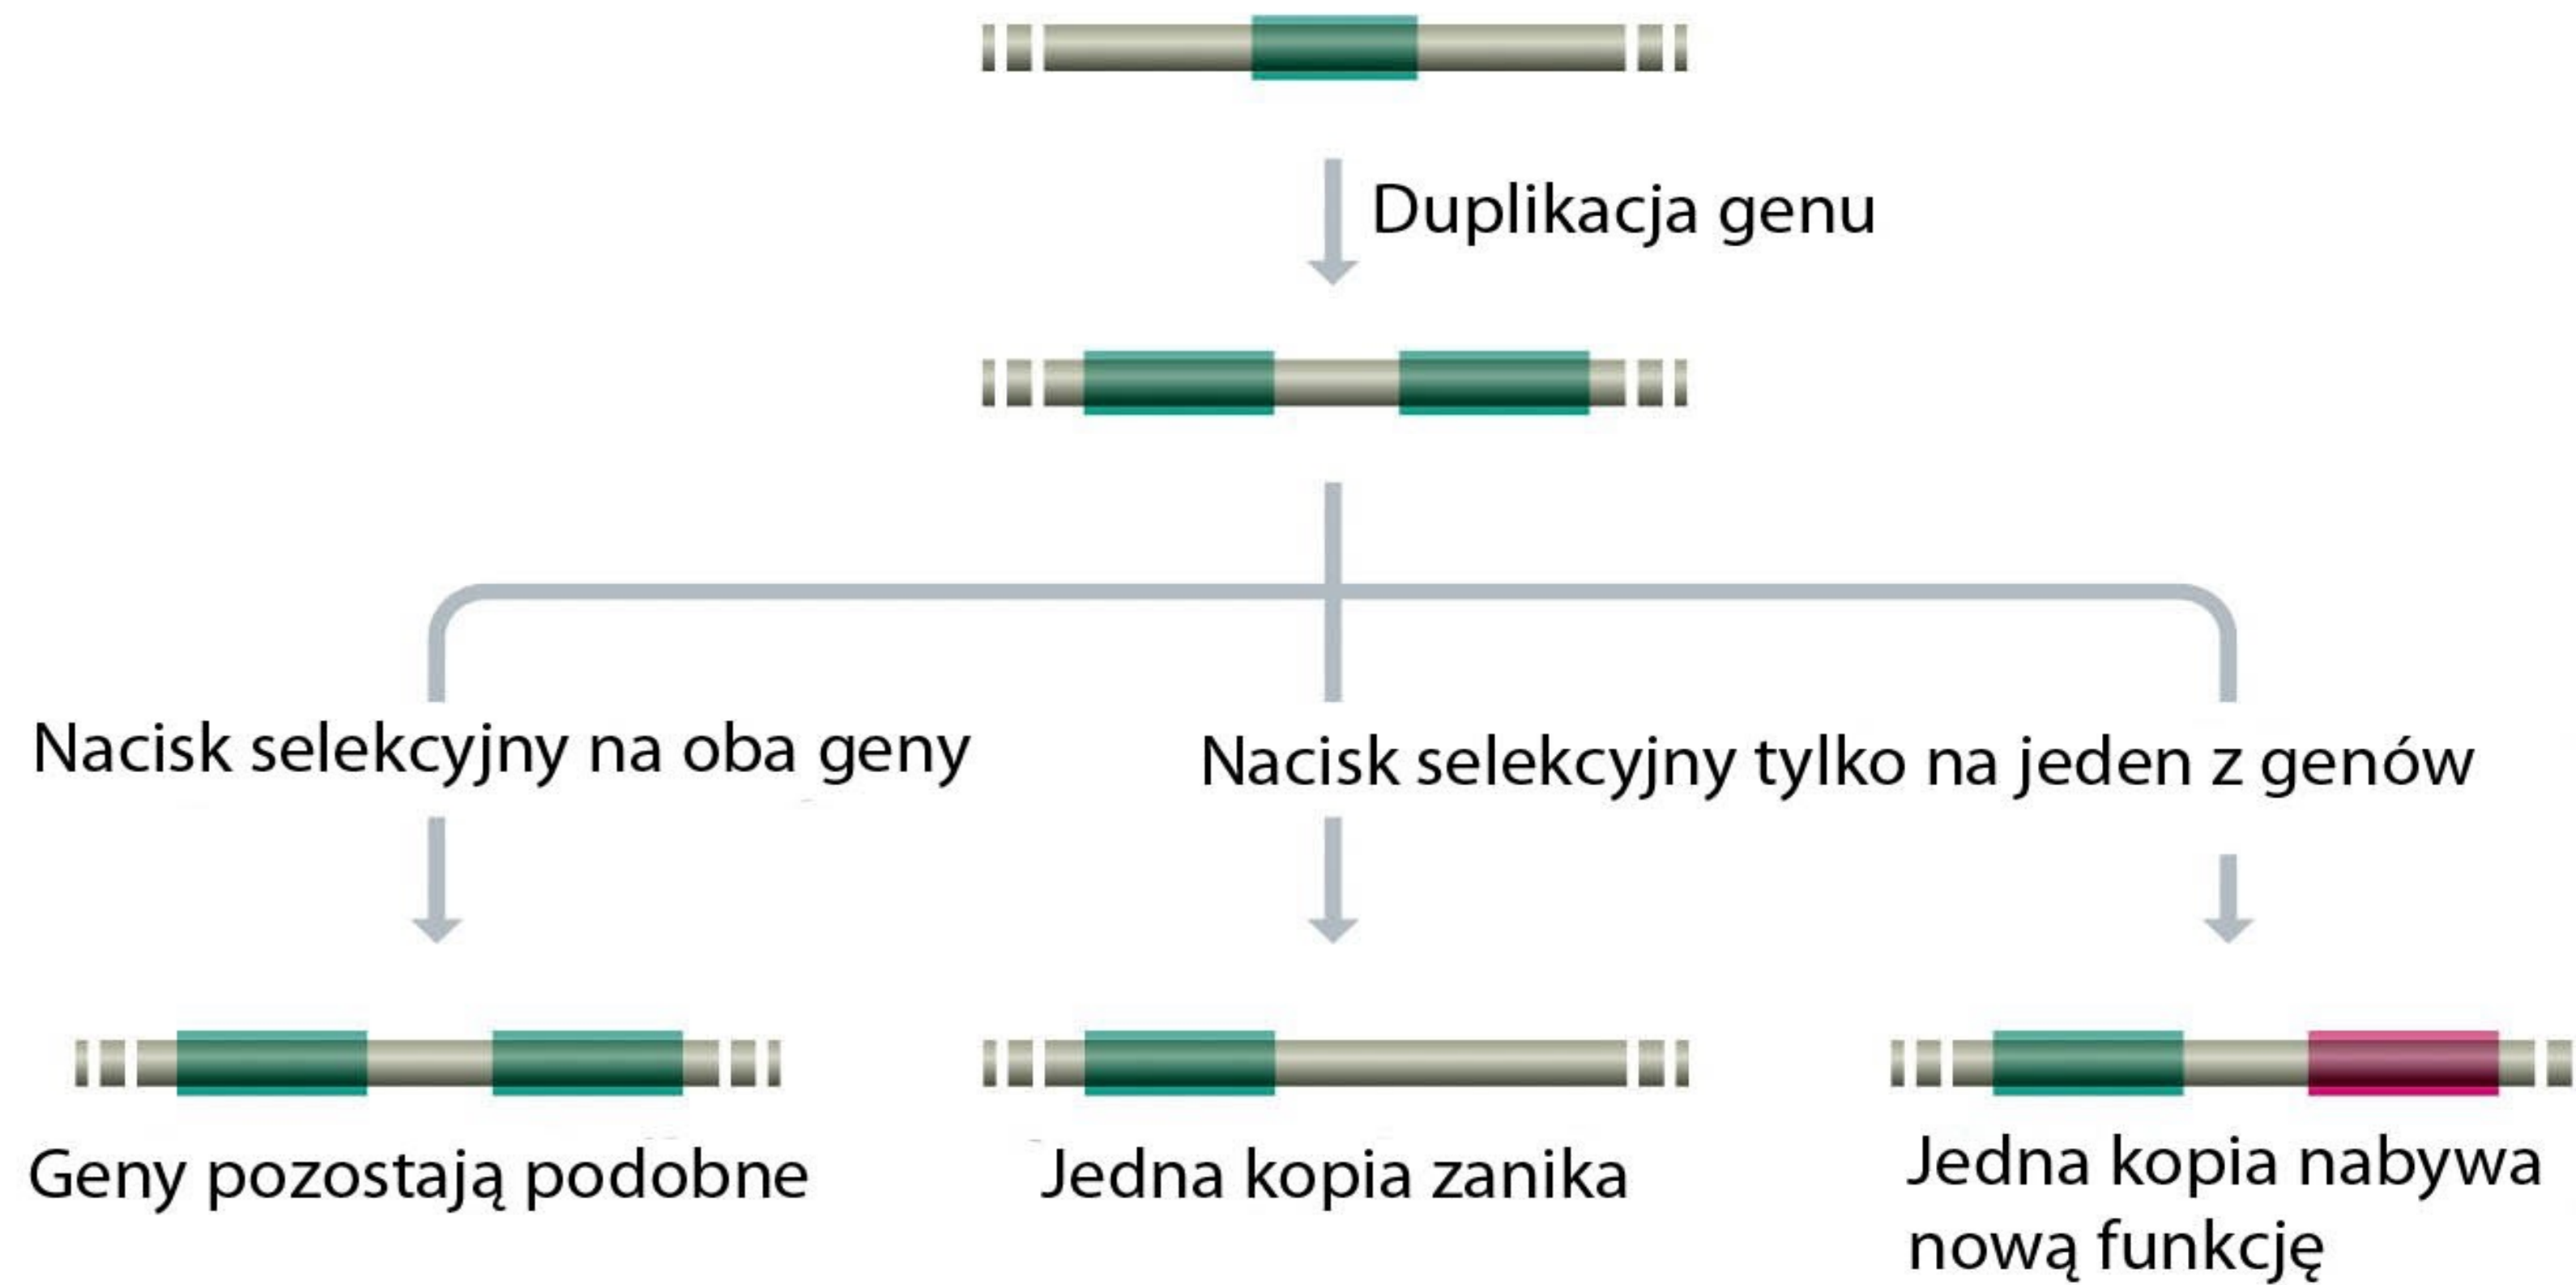 Duplikacja genu
Nacisk selekcyjny na oba geny
Nacisk selekcyjny tylko na jeden z genów
Geny pozostają podobne
Jedna kopia zanika
Jedna kopia nabywa
nową funkcję